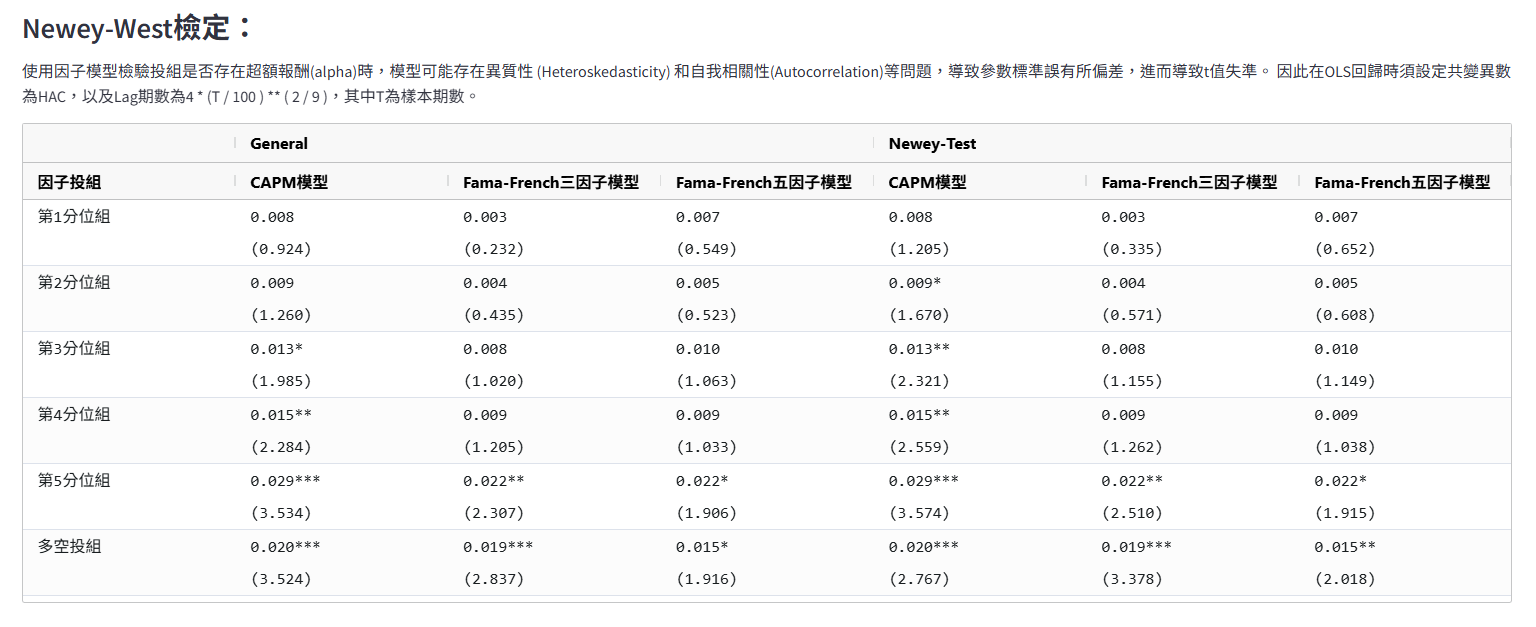 Newey-West檢定：
使用因子模型檢驗投組是否存在超額報酬(alpha)時，模型可能存在異質性 (Heteroskedasticity) 和自我相關性(Autocorrelation)等問題，導致參數標準誤有所偏差，進而導致t值失準。 因此在OLS回歸時須設定共變異數
為HAC，以及Lag期數為4 * (T / 100 ) ** ( 2 / 9 )，其中T為樣本期數。
General Newey-Test
因子投組 CAPM模型 Fama-French三因子模型 Fama-French五因子模型 CAPM模型 Fama-French三因子模型 Fama-French五因子模型
第1分位組 0.008 0.003 0.007 0.008 0.003 0.007
(0.924) (0.232) (0.549) (1.205) (0.335) (0.652)
第2分位組 0.009 0.004 0.005 0.009* 0.004 0.005
(1.260) (0.435) (0.523) (1.670) (0.571) (0.608)
第3分位組 0.013* 0.008 0.010 0.013** 0.008 0.010
(1.985) (1.020) (1.063) (2.321) (1.155) (1.149)
第4分位組 0.015** 0.009 0.009 0.015** 0.009 0.009
(2.284) (1.205) (1.033) (2.559) (1.262) (1.038)
第5分位組 0.029*** 0.022** 0.022* 0.029*** 0.022** 0.022*
(3.534) (2.307) (1.906) (3.574) (2.510) (1.915)
多空投組 0.020*** 0.019*** 0.015* 0.020*** 0.019*** 0.015**
(3.524) (2.837) (1.916) (2.767) (3.378) (2.018)